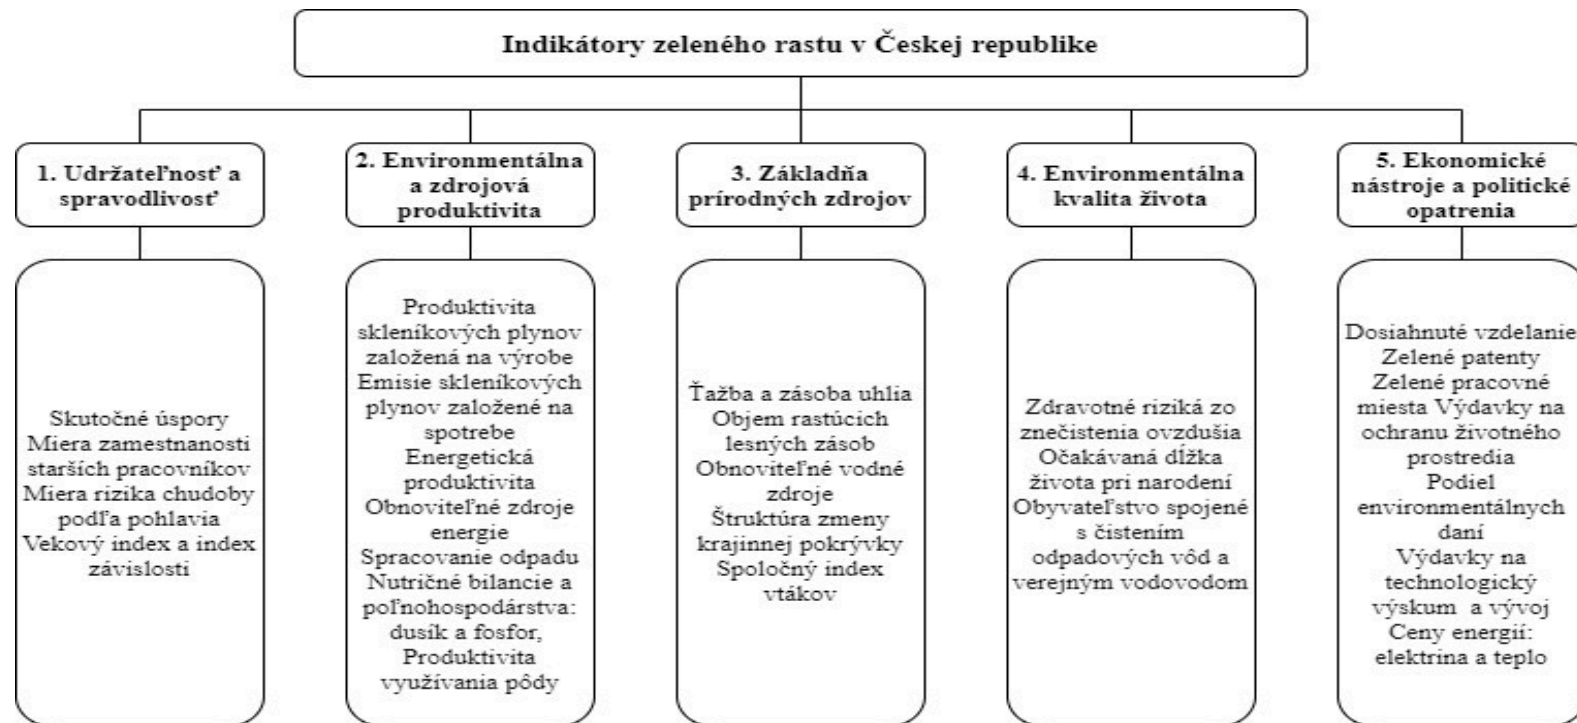 Indikátory zeleného rastu v Českej republike
1. Udržateľnosť a
spravodlivosť
2. Environmentálna
a zdrojová
produktivita
3. Základňa
prírodných zdrojov
4. Environmentálna
kvalita života
5. Ekonomické
nástroje a politické
opatrenia
Skutočné úspory
Miera zamestnanosti
starších pracovníkov
Miera rizika chudoby
podľa pohlavia
Vekový index a index
závislosti
Produktivita
skleníkových plynov
založená na výrobe
Emisie skleníkových
plynov založené na
spotrebe
Energetická
produktivita
Obnoviteľné zdroje
energie
Spracovanie odpadu
Nutričné bilancie a
poľnohospodárstva:
dusík a fosfor,
Produktivita
využívania pôdy
Ťažba a zásoba uhlia
Objem rastúcich
lesných zásob
Obnoviteľné vodné
zdroje
Štruktúra zmeny
krajinnej pokrývky
Spoločný index
vtákov
Zdravotné riziká zo
znečistenia ovzdušia
Očakávaná dĺžka
života pri narodení
Obyvateľstvo spojené
s čistením
odpadových vôd a
verejným vodovodom
Dosiahnuté vzdelanie
Zelené patenty
Zelené pracovné
miesta Výdavky na
ochranu životného
prostredia
Podiel
environmentálnych
daní
Výdavky na
technologický
výskum a vývoj
Ceny energií:
elektrina a teplo